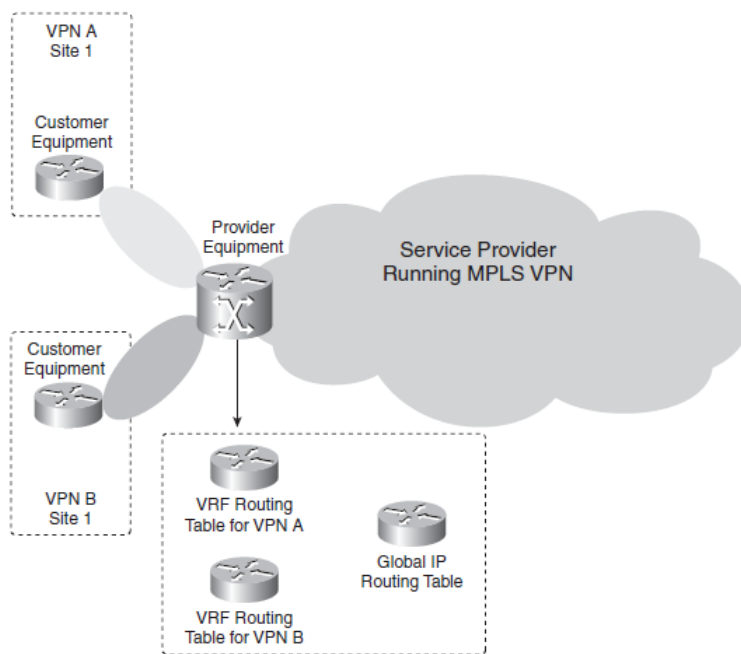 VPN A
Site 1
Customer
Equipment
Provider
Equipment
Service Provider
Running MPLS VPN
Customer
Equipment
VPN B
Site 1
VRF Routing
Table for VPN A
Global IP
Routing Table
VRF Routing
Table for VPN B